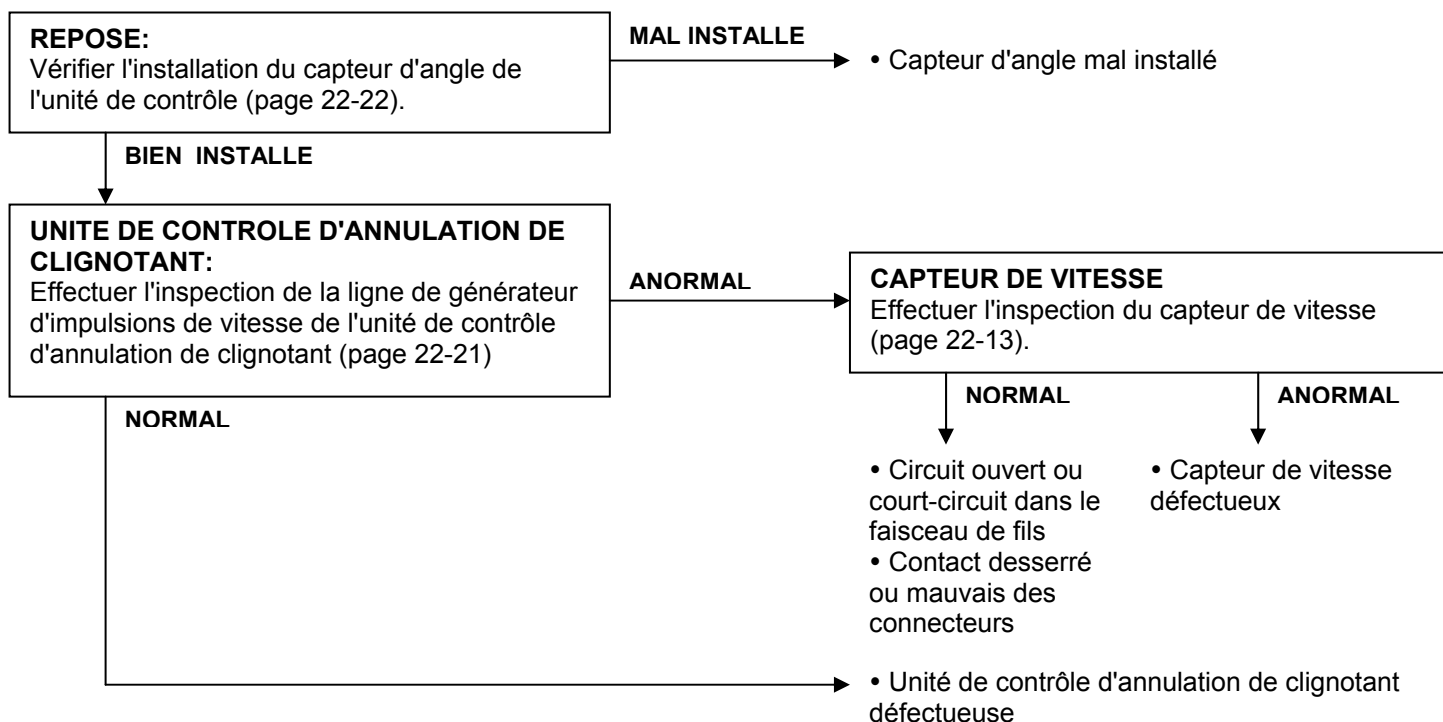 REPOSE:
Vérifier l'installation du capteur d'angle de
l'unité de contrôle (page 22-22).
MAL INSTALLE
• Capteur d'angle mal installé
BIEN INSTALLE
UNITE DE CONTROLE D'ANNULATION DE
CLIGNOTANT:
Effectuer l'inspection de la ligne de générateur
d'impulsions de vitesse de l'unité de contrôle
d'annulation de clignotant (page 22-21)
ANORMAL
CAPTEUR DE VITESSE
Effectuer l'inspection du capteur de vitesse
(page 22-13).
NORMAL
NORMAL
ANORMAL
• Circuit ouvert ou
court-circuit dans le
faisceau de fils
• Contact desserré
ou mauvais des
connecteurs
• Capteur de vitesse
défectueux
• Unité de contrôle d'annulation de clignotant
défectueuse